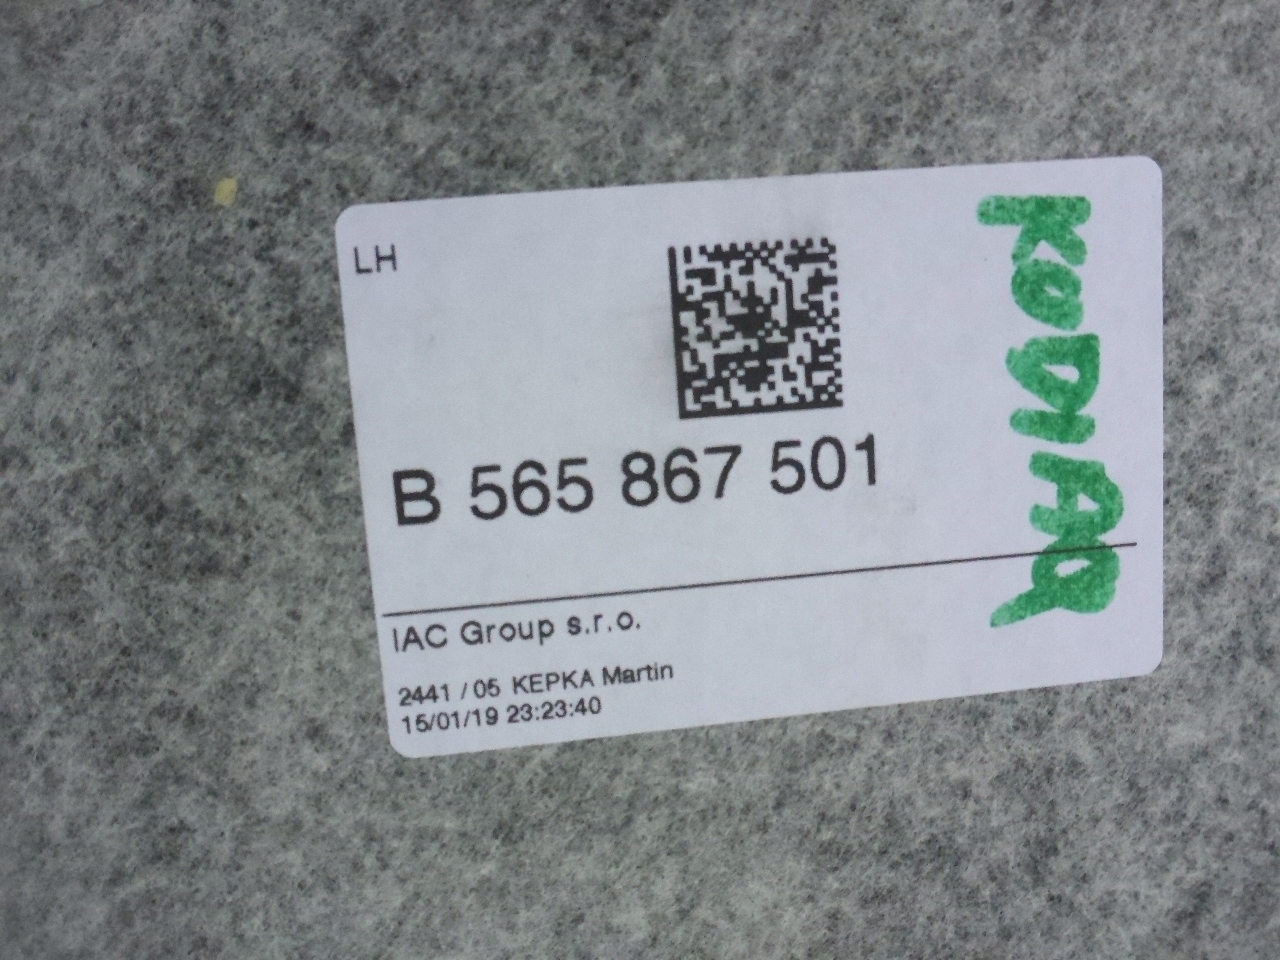 LH
B 565 867 501
IAC Group s.r.o.
2441 / 05 KEPKA Martin
15/01/19 23:23:40
KODIAQ